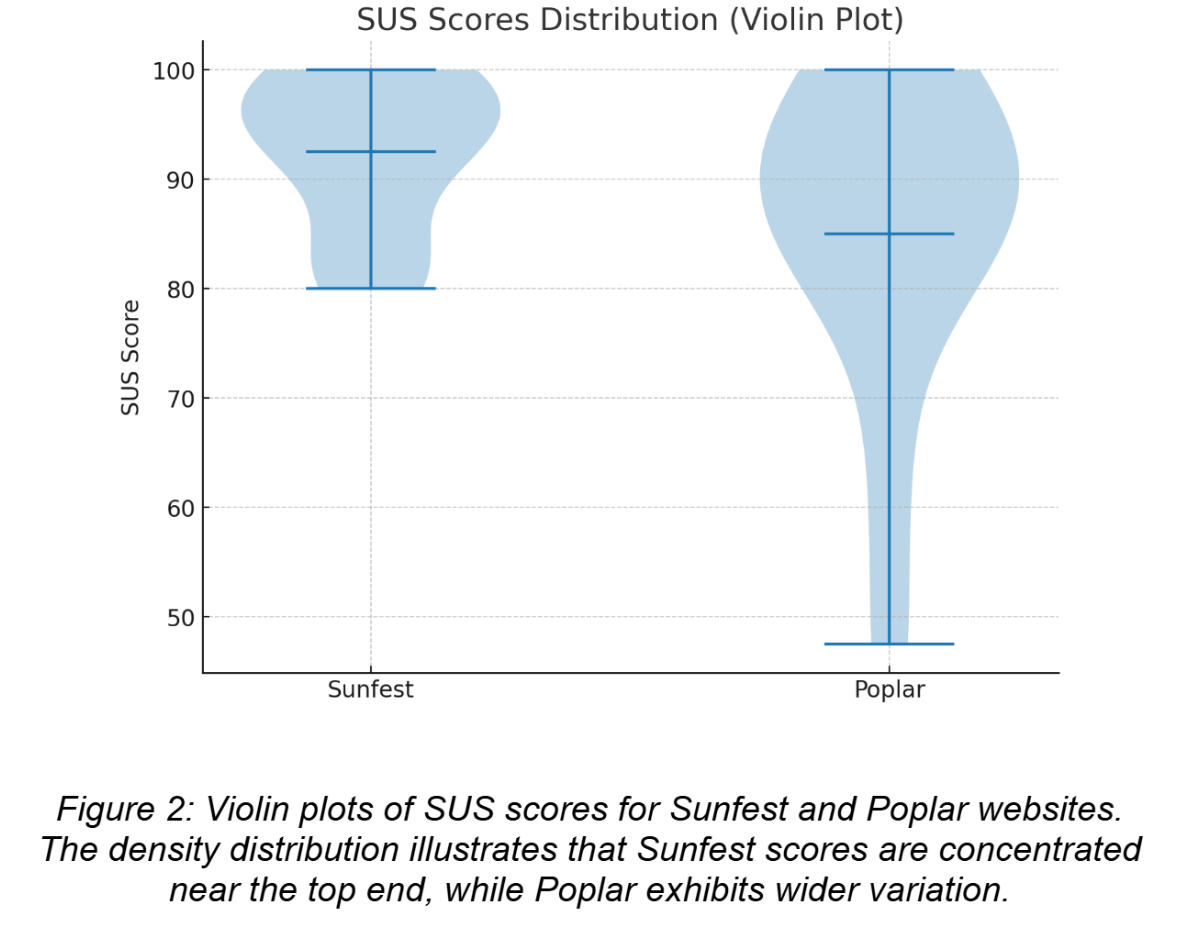 SUS Scores Distribution (Violin Plot)
100
90
80
70
60
50
SUS Score
Sunfest
Poplar
Figure 2: Violin plots of SUS scores for Sunfest and Poplar websites.
The density distribution illustrates that Sunfest scores are concentrated
near the top end, while Poplar exhibits wider variation.